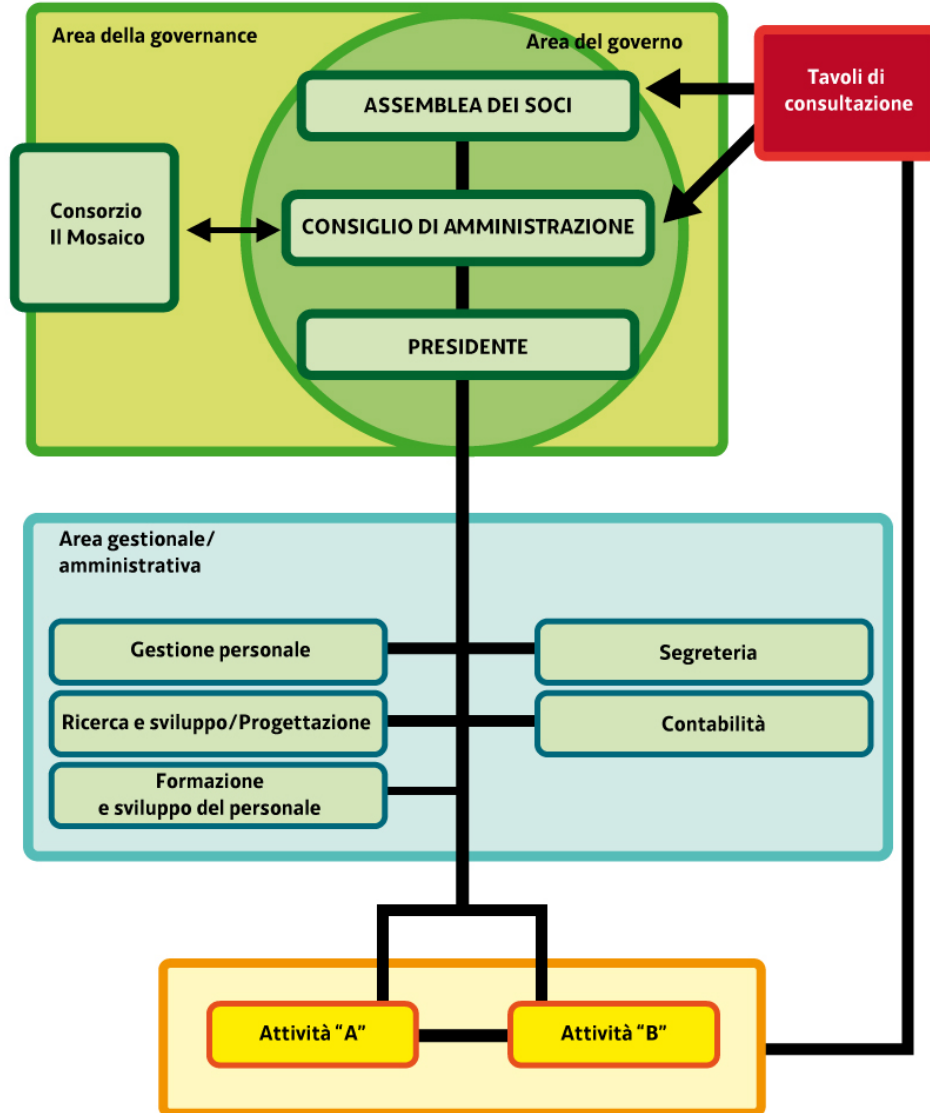 Area della governance
Area del governo
Tavoli di
consultazione
ASSEMBLEA DEI SOCI
Consorzio
Il Mosaico
CONSIGLIO DI AMMINISTRAZIONE
PRESIDENTE
Area gestionale/
amministrativa
Gestione personale
Segreteria
Ricerca e sviluppo/Progettazione
Contabilità
Formazione
e sviluppo del personale
Attività “A”
Attività “B”